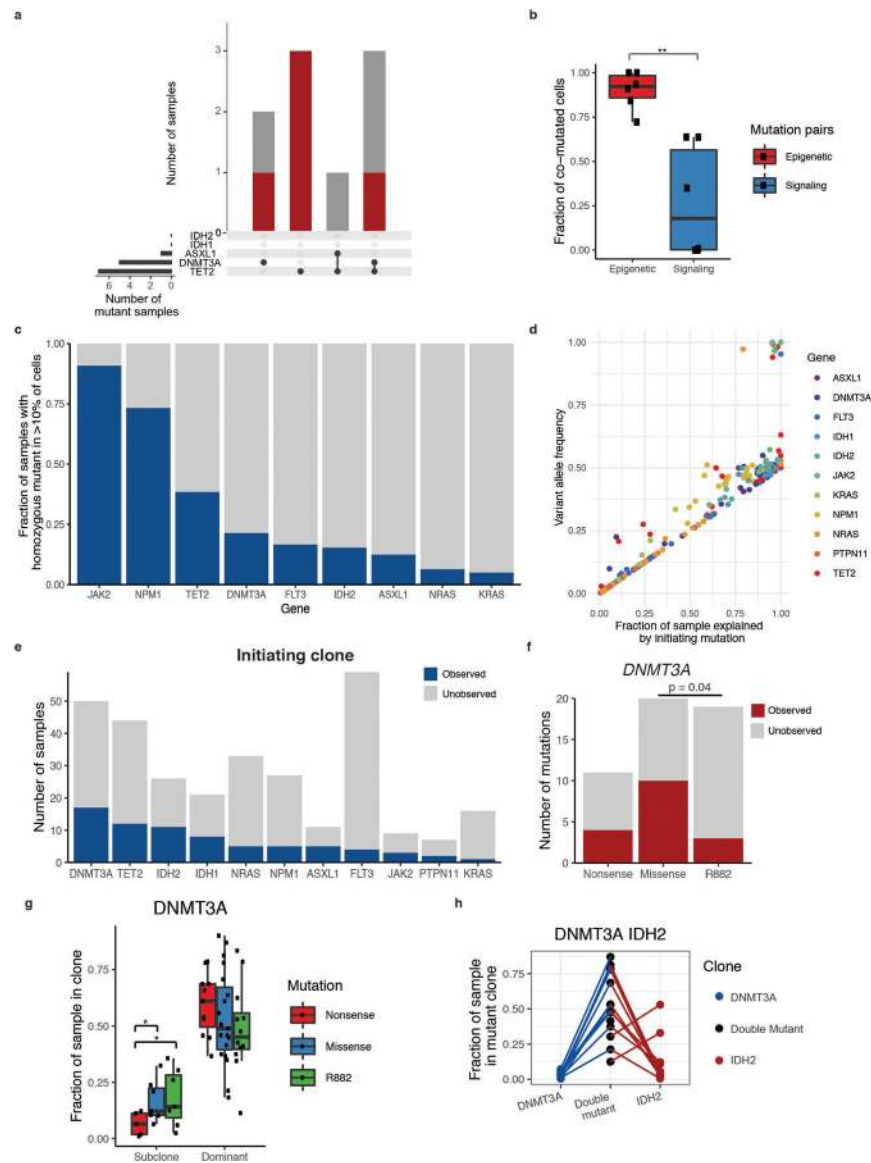 a
Number of samples
3
2
1
0
IDH2
IDH1
ASXL1
DNMT3A
TET2
6 4 2 0
Number of
mutant samples
b
**
Fraction of co-mutated cells
1.00
0.75
0.50
0.25
0.00
Epigenetic Signaling
Mutation pairs
Epigenetic
Signaling
c
Fraction of samples with
homozygous mutant in >10% of cells
1.00
0.75
0.50
0.25
0.00
JAK2 NPM1 TET2 DNMT3A FLT3 IDH2 ASXL1 NRAS KRAS
Gene
d
Variant allele frequency
1.00
0.75
0.50
0.25
0.00
0.00 0.25 0.50 0.75 1.00
Fraction of sample explained
by initiating mutation
Gene
ASXL1
DNMT3A
FLT3
IDH1
IDH2
JAK2
KRAS
NPM1
NRAS
PTPN11
TET2
e
Initiating clone
Observed
Unobserved
Number of samples
50
40
30
20
10
0
DNMT3A TET2 IDH2 IDH1 NRAS NPM1 ASXL1 FLT3 JAK2 PTPN11 KRAS
f
DNMT3A
p = 0.04
Number of mutations
20
15
10
5
0
Nonsense Missense R882
Observed
Unobserved
g
DNMT3A
Fraction of sample in clone
0.75
0.50
0.25
0.00
*
*
Subclone Dominant
Mutation
Nonsense
Missense
R882
h
DNMT3A IDH2
Fraction of sample
in mutant clone
0.75
0.50
0.25
0.00
DNMT3A Double IDH2
mutant
Clone
DNMT3A
Double Mutant
IDH2